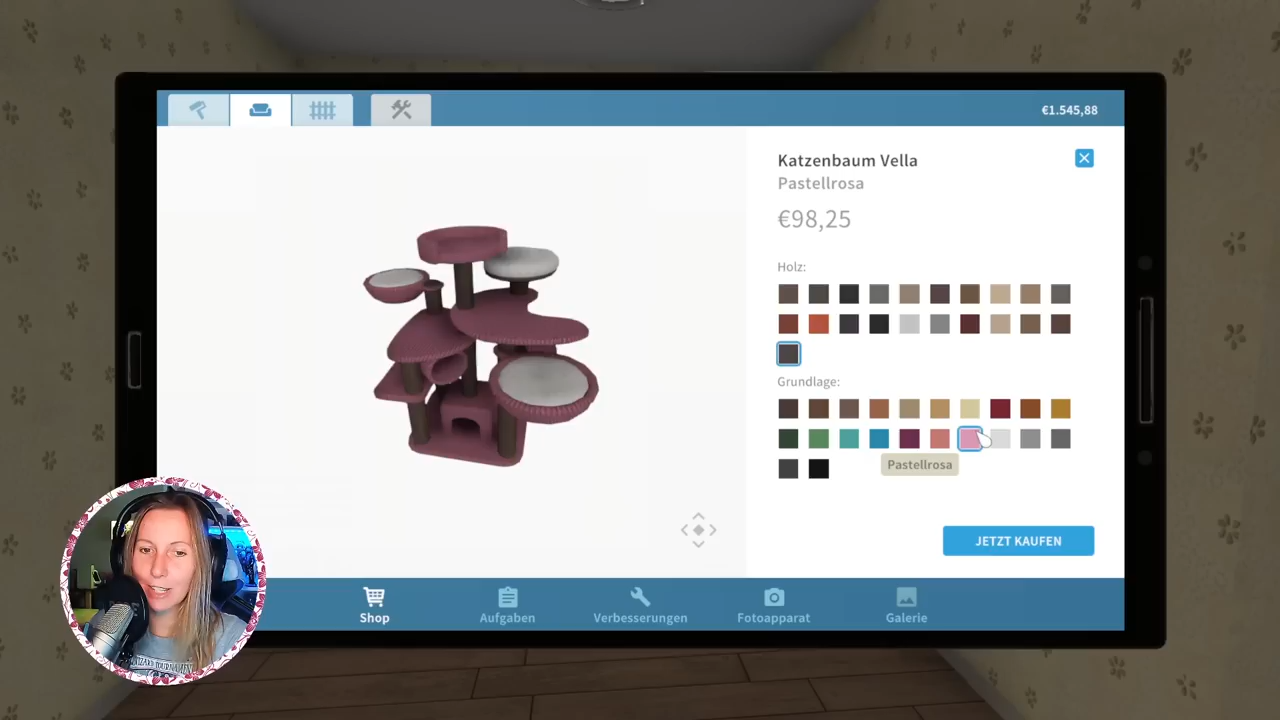 €1.545,88
Katzenbaum Vella
Pastellrosa
€98,25
Holz:
Grundlage:
Pastellrosa
JETZT KAUFEN
Shop
Aufgaben
Verbesserungen
Fotoapparat
Galerie